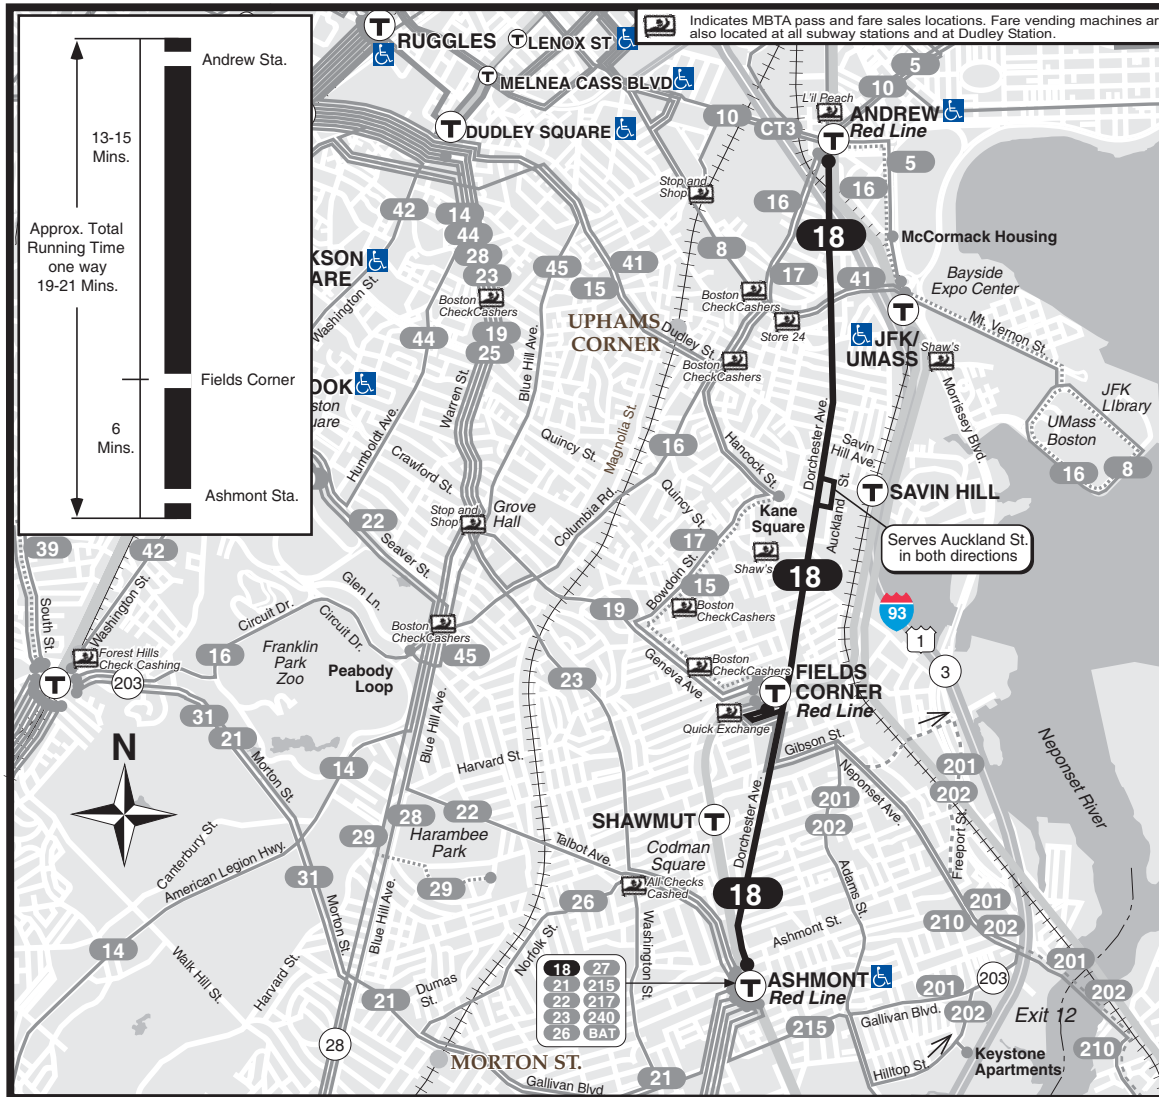 Indicates MBTA pass and fare sales locations. Fare vending machines ar
also located at all subway stations and at Dudley Station.
Andrew Sta.
13-15
Mins.
Approx. Total
Running Time
one way
19-21 Mins.
Fields Corner
6
Mins.
Ashmont Sta.
T
RUGGLES
T
LENOX ST
T
MELNEA CASS BLVD
T
DUDLEY SQUARE
5
10
L'il Peach
ANDREW
Red Line
T
10
CT3
5
16
16
Stop and
Shop
42
14
44
28
23
18
McCormack Housing
KSON
ARE
Washington St.
45
41
15
8
17
41
Bayside
Expo Center
Boston
CheckCashers
Boston
CheckCashers
19
25
44
UPHAMS
CORNER
Dudley St.
Store 24
T
JFK/
UMASS
Mt. Vernon St.
Shaw's
Boston
CheckCashers
OOK
ston
uare
Warren St.
Blue Hill Ave.
Magnolia St.
Humboldt Ave.
Crawford St.
Quincy St.
16
Hancock St.
Dorchester Ave.
Savin
Hill Ave.
Morrissey Blvd.
JFK
LIbrary
UMass
Boston
16
8
22
Seaver St.
Stop and
Shop
Grove
Hall
Columbia Rd.
Quincy St.
Kane
Square
Auckland St.
T
SAVIN HILL
Serves Auckland St.
in both directions
39
42
South St.
Washington St.
Glen Ln.
Circuit Dr.
Circuit Dr.
17
Shaw's
18
Bowdoin St.
15
19
Boston
CheckCashers
Boston
CheckCashers
93
1
3
Forest Hills
Check Cashing
T
203
16
Franklin
Park
Zoo
Peabody
Loop
45
23
Geneva Ave.
Boston
CheckCashers
T
FIELDS
CORNER
Red Line
Quick Exchange
31
21
Morton St.
N
Blue Hill Ave.
Harvard St.
14
Gibson St.
Neponset Ave.
201
202
Neponset River
201
202
Freeport St.
28
22
29
Harambee
Park
Talbot Ave.
SHAWMUT
T
Codman
Square
Dorchester Ave.
Canterbury St.
American Legion Hwy.
31
29
Adams St.
18
All Checks
Cashed
26
Norfolk St.
Morton St.
Blue Hill Ave.
201
202
210
14
Walk Hill St.
Harvard St.
Washington St.
Ashmont St.
201
202
21
Dumas
St.
18 27
21 215
22 217
23 240
26 BAT
T
ASHMONT
Red Line
201
203
202
Gallivan Blvd.
215
Exit 12
210
28
MORTON ST.
Gallivan Blvd
21
Hilltop St.
Keystone
Apartments